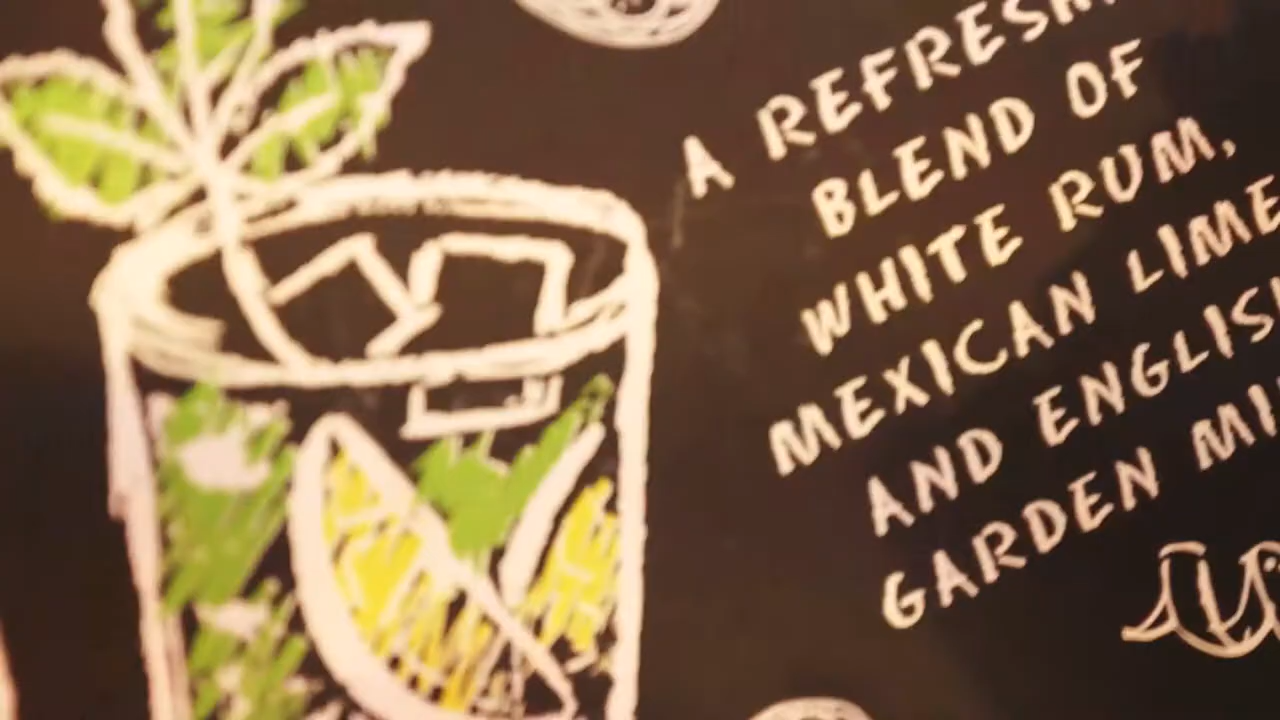 A REFRESH
BLEND OF
WHITE RUM,
MEXICAN LIME
AND ENGLIS
GARDEN MI